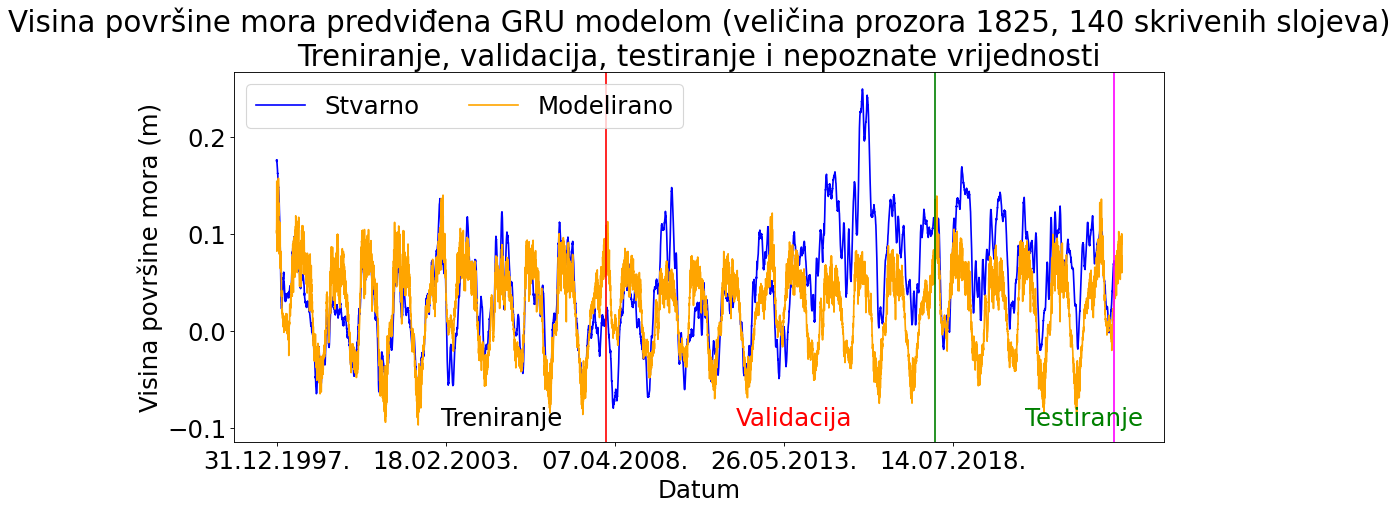 Visina površine mora predviđena GRU modelom (veličina prozora 1825, 140 skrivenih slojeva)
Treniranje, validacija, testiranje i nepoznate vrijednosti
Stvarno
Modelirano
Visina površine mora (m)
0.2
0.1
0.0
−0.1
Treniranje
Validacija
Testiranje
31.12.1997.
18.02.2003.
07.04.2008.
26.05.2013.
14.07.2018.
Datum